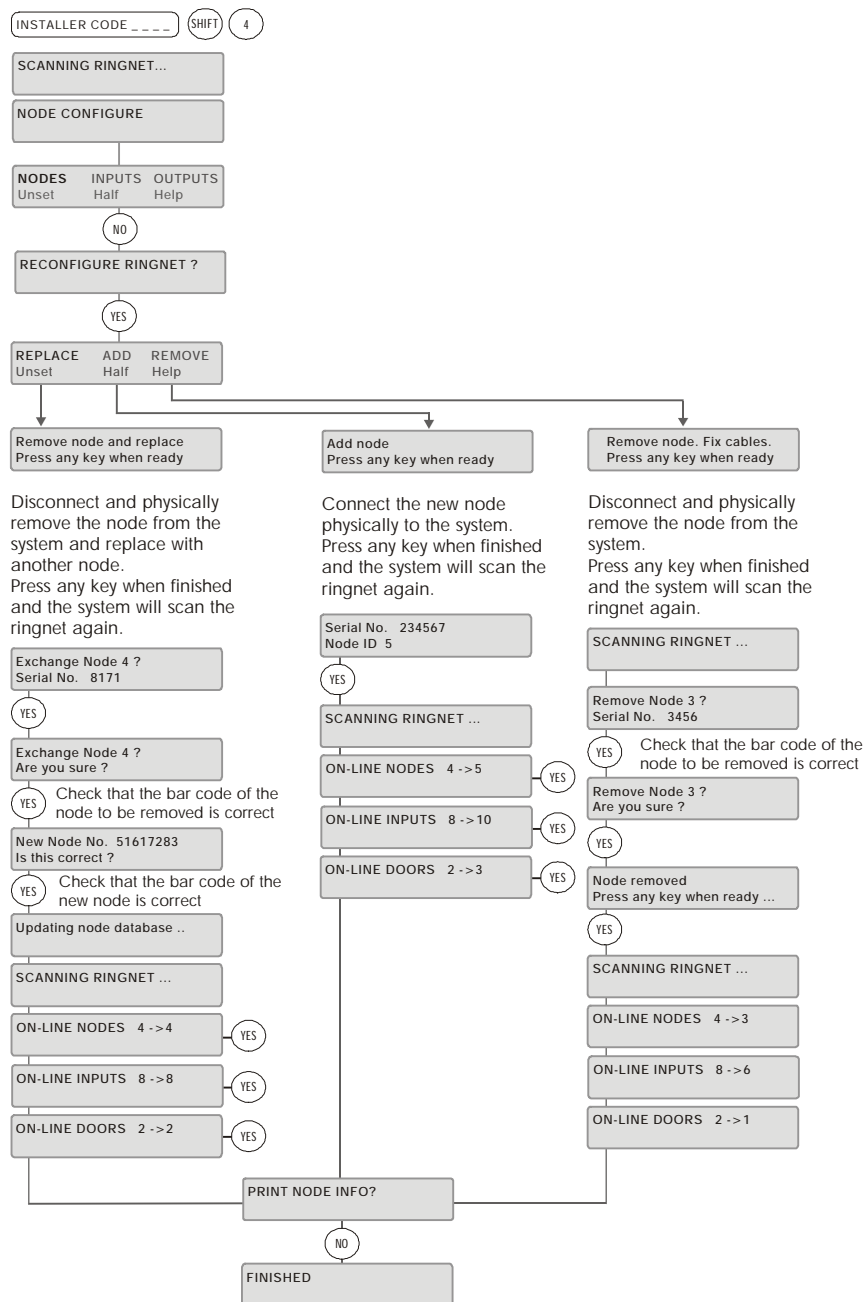 INSTALLER CODE _ _ _ _ SHIFT 4
SCANNING RINGNET...
NODE CONFIGURE
NODES INPUTS OUTPUTS
Unset Half Help
NO
RECONFIGURE RINGNET ?
YES
REPLACE ADD REMOVE
Unset Half Help
Remove node and replace
Press any key when ready
Disconnect and physically
remove the node from the
system and replace with
another node.
Press any key when finished
and the system will scan the
ringnet again.
Exchange Node 4 ?
Serial No. 8171
YES
Exchange Node 4 ?
Are you sure ?
YES
Check that the bar code of the
node to be removed is correct
New Node No. 51617283
Is this correct ?
YES
Check that the bar code of the
new node is correct
Updating node database ..
SCANNING RINGNET ...
ON-LINE NODES 4 ->4
YES
ON-LINE INPUTS 8 ->8
YES
ON-LINE DOORS 2 ->2
YES
Add node
Press any key when ready
Connect the new node
physically to the system.
Press any key when finished
and the system will scan the
ringnet again.
Serial No. 234567
Node ID 5
YES
SCANNING RINGNET ...
ON-LINE NODES 4 ->5
YES
ON-LINE INPUTS 8 ->10
YES
ON-LINE DOORS 2 ->3
YES
Remove node. Fix cables.
Press any key when ready
Disconnect and physically
remove the node from the
system.
Press any key when finished
and the system will scan the
ringnet again.
SCANNING RINGNET ...
Remove Node 3 ?
Serial No. 3456
YES
Check that the bar code of the
node to be removed is correct
Remove Node 3 ?
Are you sure ?
YES
Node removed
Press any key when ready ...
YES
SCANNING RINGNET ...
ON-LINE NODES 4 ->3
ON-LINE INPUTS 8 ->6
ON-LINE DOORS 2 ->1
PRINT NODE INFO?
NO
FINISHED